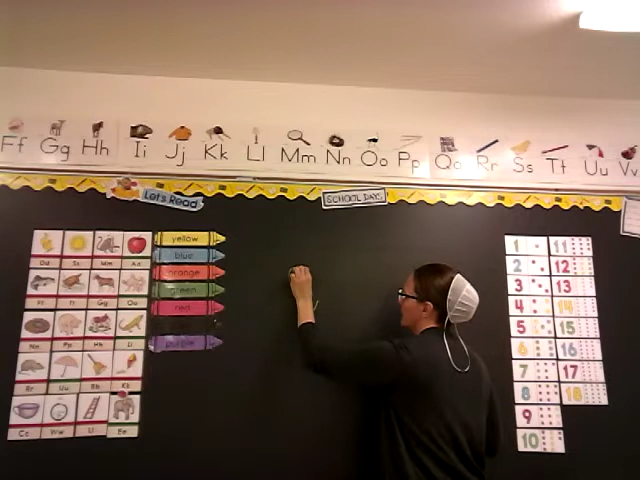 Ff Gg Hh Ii Jj Kk Ll Mm Nn Oo Pp Qq Rr Ss Tt Uu Vv
Let's Read
SCHOOL DAYS
yellow
blue
orange
green
red
purple
Ss Mm Aa
Ff Tt Gg Oo
Nn Pp Hh Ii
Rr Uu Bb Kk
Cc Ww Ll Ee
1 11
2 12
3 13
4 14
5 15
6 16
7 17
8 18
9
10